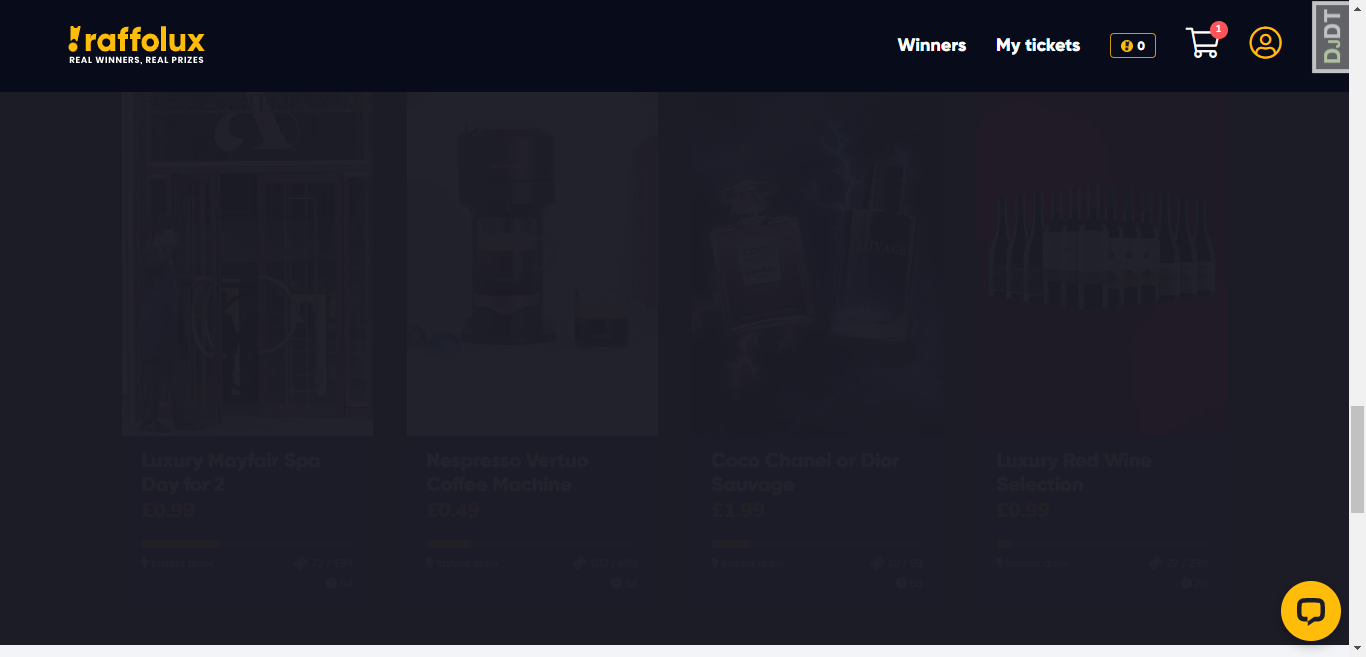 raffolux
REAL WINNERS, REAL PRIZES
Winners
My tickets
0
1
DJDT
SAUVAGE
Luxury Mayfair Spa
Day for 2
£0.99
Nespresso Vertuo
Coffee Machine
£0.49
Coco Chanel or Dior
Sauvage
£1.99
Luxury Red Wine
Selection
£0.99